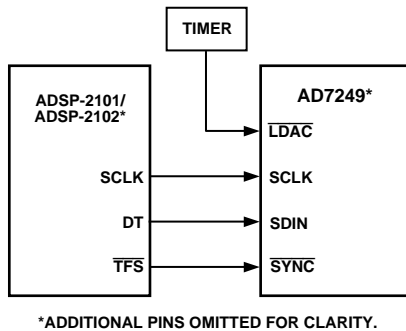 TIMER
ADSP-2101/
ADSP-2102*
SCLK
DT
TFS
AD7249*
LDAC
SCLK
SDIN
SYNC
*ADDITIONAL PINS OMITTED FOR CLARITY.